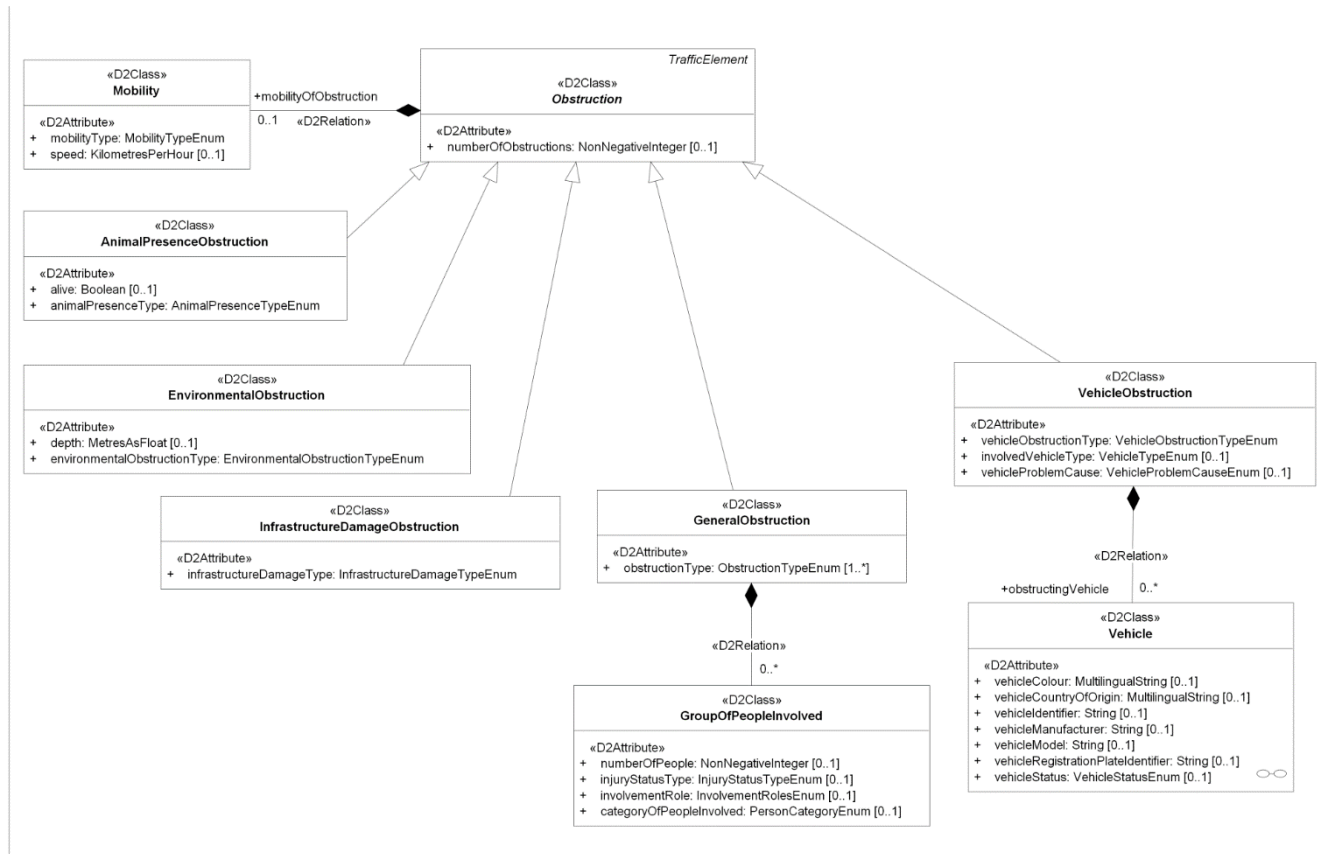 TrafficElement
«D2Class»
Obstruction
«D2Attribute»
+ numberOfObstructions: NonNegativeInteger [0..1]
«D2Class»
Mobility
«D2Attribute»
+ mobilityType: MobilityTypeEnum
+ speed: KilometresPerHour [0..1]
+mobilityOfObstruction
0..1 «D2Relation»
«D2Class»
AnimalPresenceObstruction
«D2Attribute»
+ alive: Boolean [0..1]
+ animalPresenceType: AnimalPresenceTypeEnum
«D2Class»
EnvironmentalObstruction
«D2Attribute»
+ depth: MetresAsFloat [0..1]
+ environmentalObstructionType: EnvironmentalObstructionTypeEnum
«D2Class»
InfrastructureDamageObstruction
«D2Attribute»
+ infrastructureDamageType: InfrastructureDamageTypeEnum
«D2Class»
GeneralObstruction
«D2Attribute»
+ obstructionType: ObstructionTypeEnum [1..*]
«D2Relation»
0..*
«D2Class»
GroupOfPeopleInvolved
«D2Attribute»
+ numberOfPeople: NonNegativeInteger [0..1]
+ injuryStatusType: InjuryStatusTypeEnum [0..1]
+ involvementRole: InvolvementRolesEnum [0..1]
+ categoryOfPeopleInvolved: PersonCategoryEnum [0..1]
«D2Class»
VehicleObstruction
«D2Attribute»
+ vehicleObstructionType: VehicleObstructionTypeEnum
+ involvedVehicleType: VehicleTypeEnum [0..1]
+ vehicleProblemCause: VehicleProblemCauseEnum [0..1]
«D2Relation»
+obstructingVehicle 0..*
«D2Class»
Vehicle
«D2Attribute»
+ vehicleColour: MultilingualString [0..1]
+ vehicleCountryOfOrigin: MultilingualString [0..1]
+ vehicleIdentifier: String [0..1]
+ vehicleManufacturer: String [0..1]
+ vehicleModel: String [0..1]
+ vehicleRegistrationPlateIdentifier: String [0..1]
+ vehicleStatus: VehicleStatusEnum [0..1]